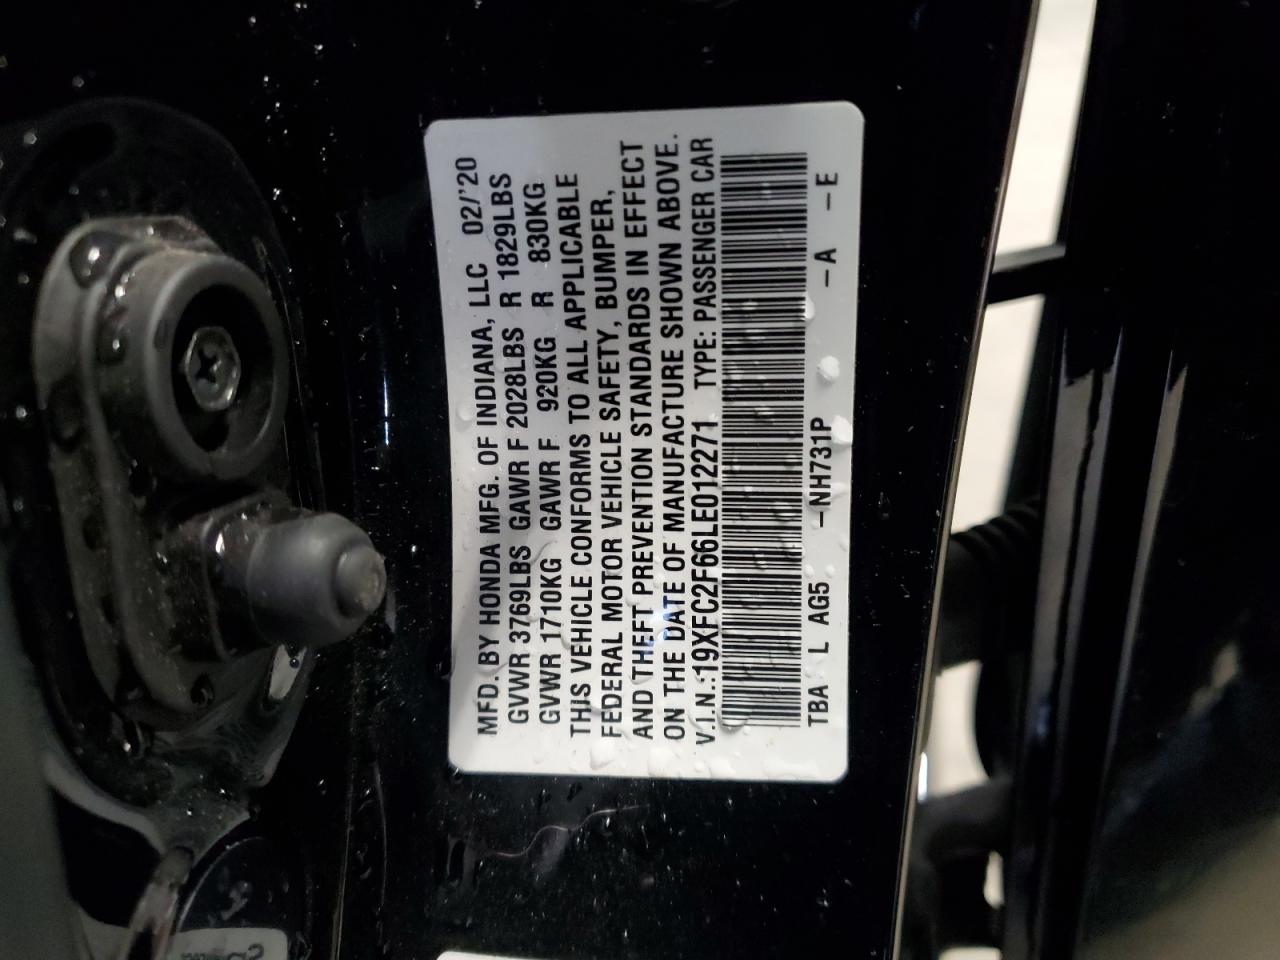 MFD. BY HONDA MFG. OF INDIANA, LLC 02/'20
GVWR 3769LBS GAWR F 2028LBS R 1829LBS
GVWR 1710KG GAWR F 920KG R 830KG
THIS VEHICLE CONFORMS TO ALL APPLICABLE
FEDERAL MOTOR VEHICLE SAFETY, BUMPER,
AND THEFT PREVENTION STANDARDS IN EFFECT
ON THE DATE OF MANUFACTURE SHOWN ABOVE.
V.I.N.:19XFC2F66LE012271 TYPE: PASSENGER CAR
TBA L AG5 –NH731P –A –E